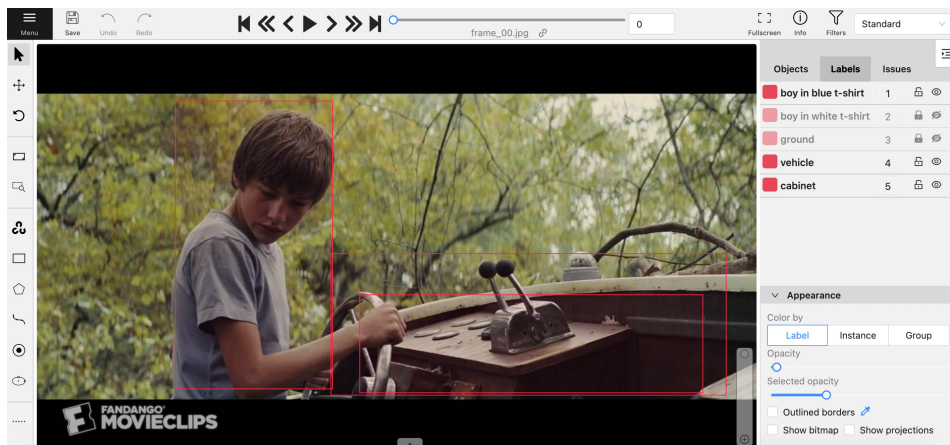 Menu
Save
Undo
Redo
frame_00.jpg
0
Fullscreen
Info
Filters
Standard
Objects Labels Issues
boy in blue t-shirt 1
boy in white t-shirt 2
ground 3
vehicle 4
cabinet 5
Appearance
Color by
Label Instance Group
Opacity
Selected opacity
Outlined borders
Show bitmap Show projections
FANDANGO
MOVIECLIPS